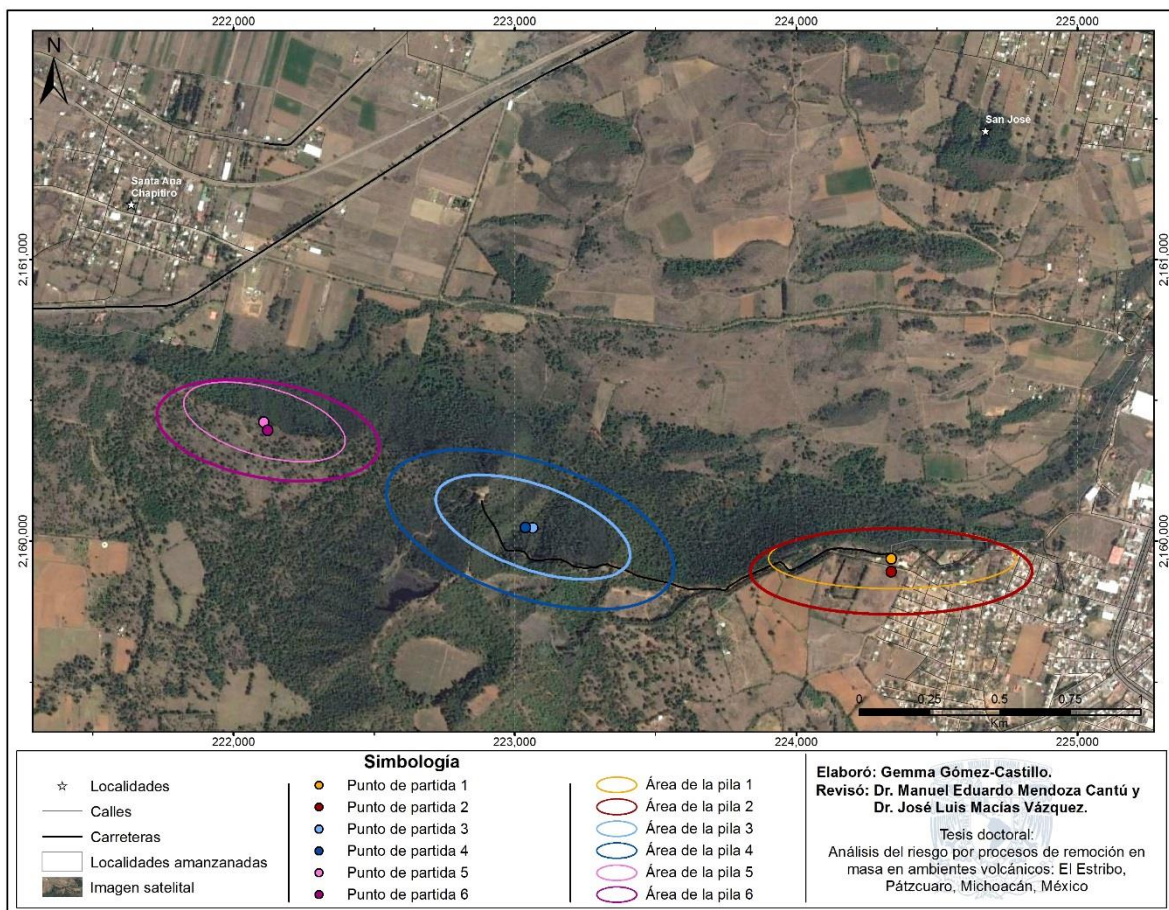 222,000 223,000 224,000 225,000
N
San José
Santa Ana
Chapitiro
2,161,000 2,161,000
2,160,000 2,160,000
0 0.25 0.5 0.75 1
Km
222,000 223,000 224,000 225,000
Simbología
Localidades
Calles
Carreteras
Localidades amanzanadas
Imagen satelital
Punto de partida 1
Punto de partida 2
Punto de partida 3
Punto de partida 4
Punto de partida 5
Punto de partida 6
Área de la pila 1
Área de la pila 2
Área de la pila 3
Área de la pila 4
Área de la pila 5
Área de la pila 6
Elaboró: Gemma Gómez-Castillo.
Revisó: Dr. Manuel Eduardo Mendoza Cantú y
Dr. José Luis Macías Vázquez.
Tesis doctoral:
Análisis del riesgo por procesos de remoción en
masa en ambientes volcánicos: El Estribo,
Pátzcuaro, Michoacán, México